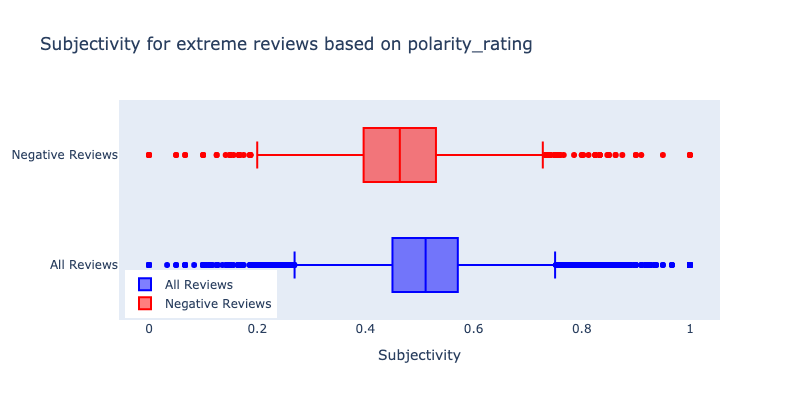 Subjectivity for extreme reviews based on polarity_rating
Negative Reviews
All Reviews
All Reviews
Negative Reviews
0 0.2 0.4 0.6 0.8 1
Subjectivity